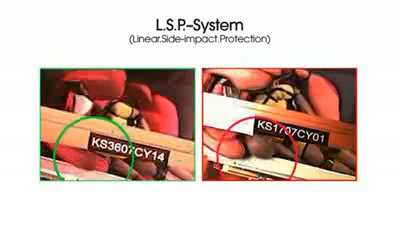 L.S.P.-System
(Linear.Side-impact.Protection)
KS3607CY14
KS1707CY01